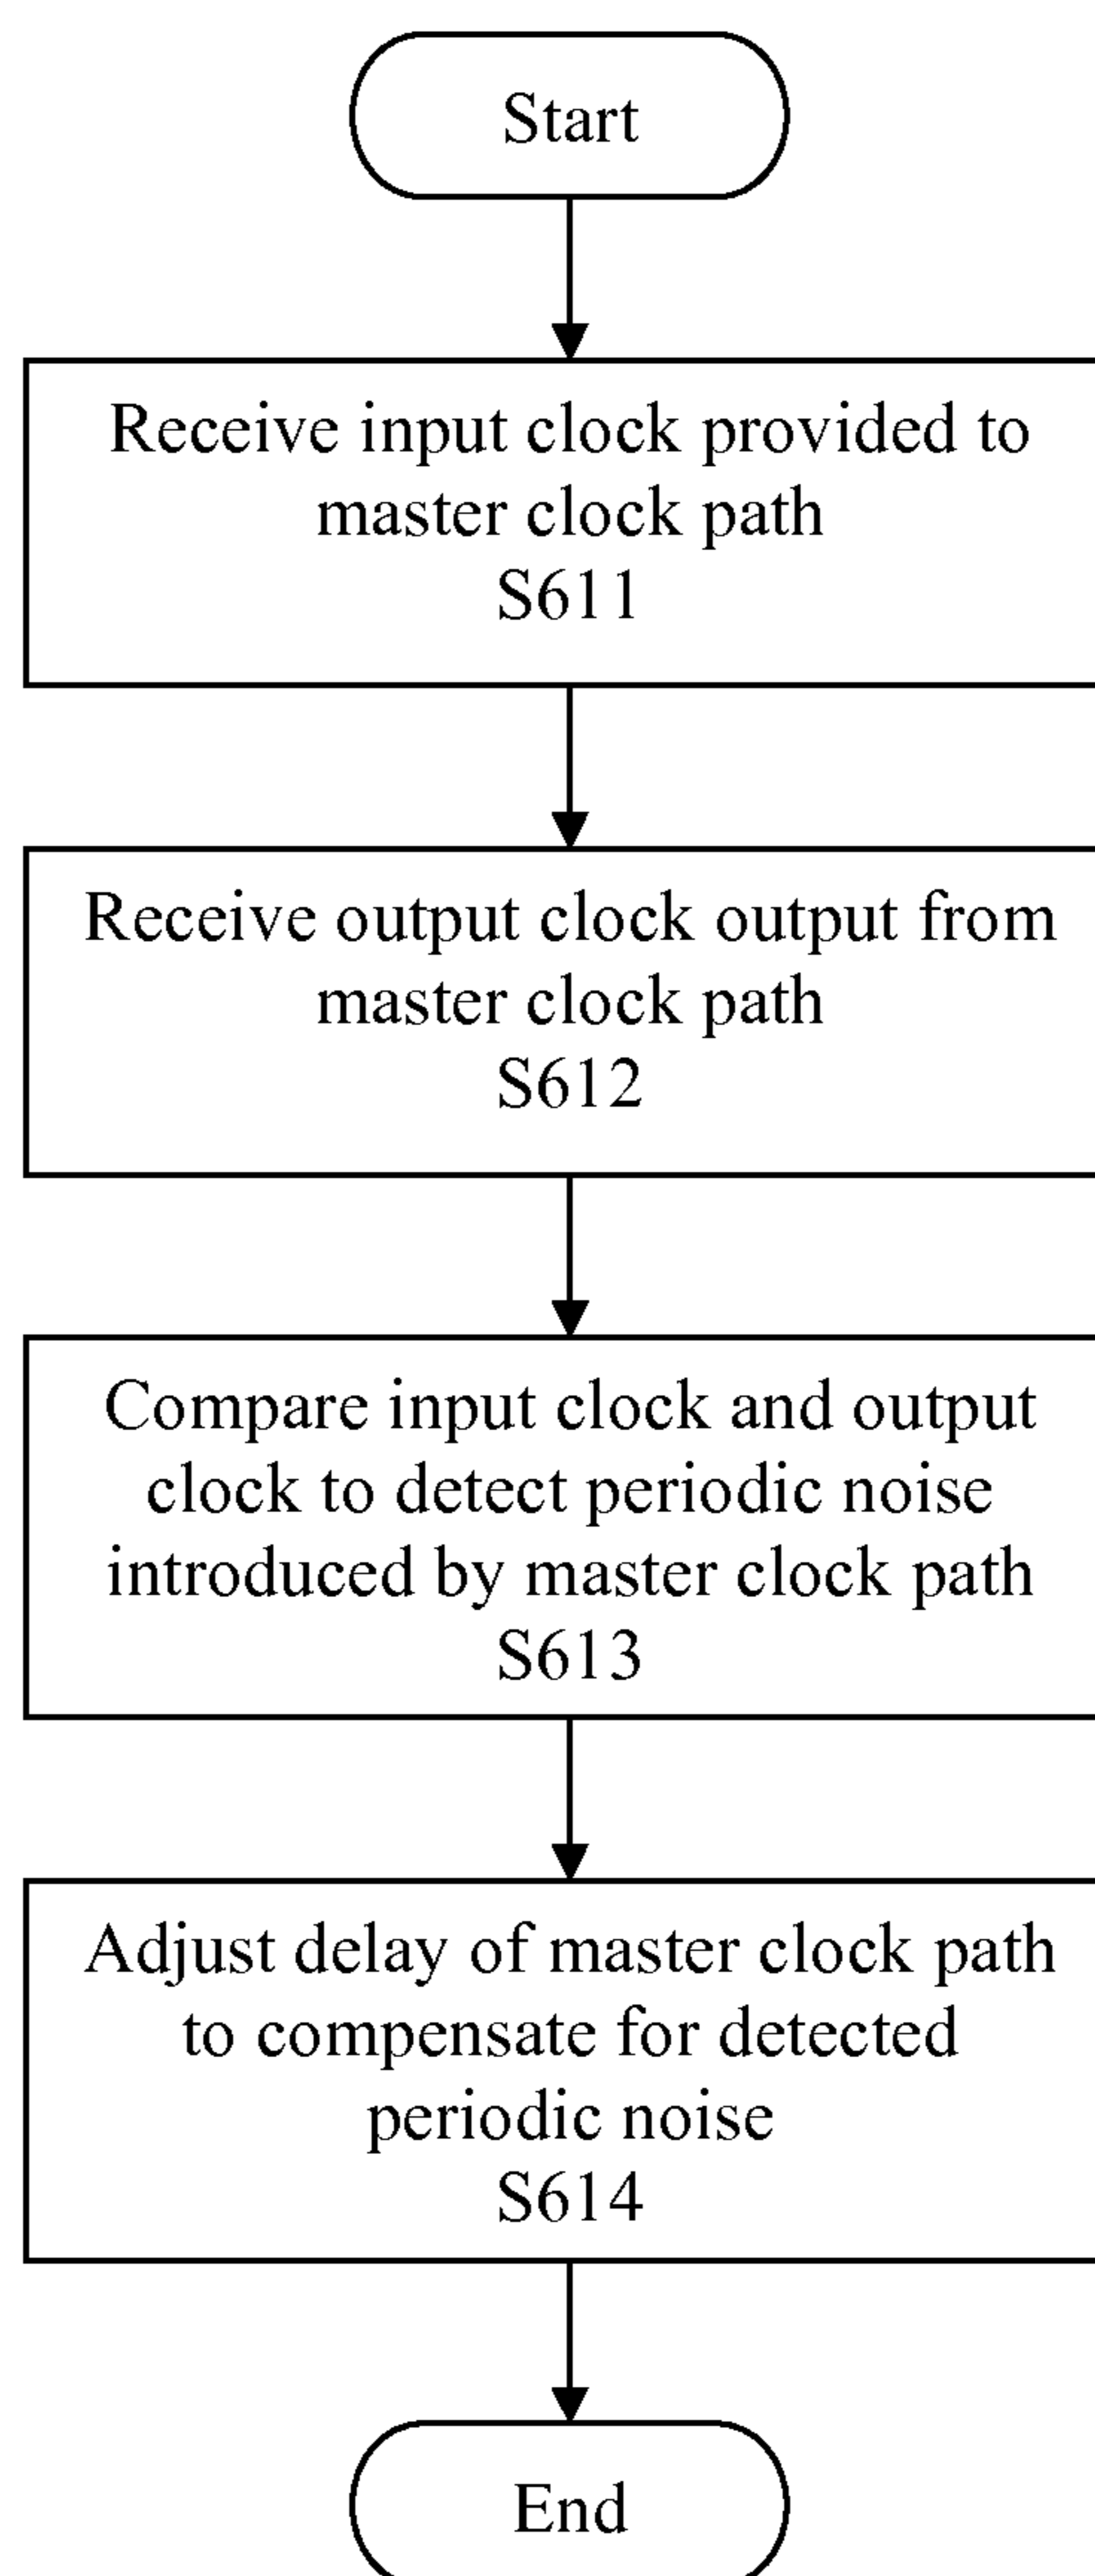 Start
Receive input clock provided to
master clock path
S611
Receive output clock output from
master clock path
S612
Compare input clock and output
clock to detect periodic noise
introduced by master clock path
S613
Adjust delay of master clock path
to compensate for detected
periodic noise
S614
End